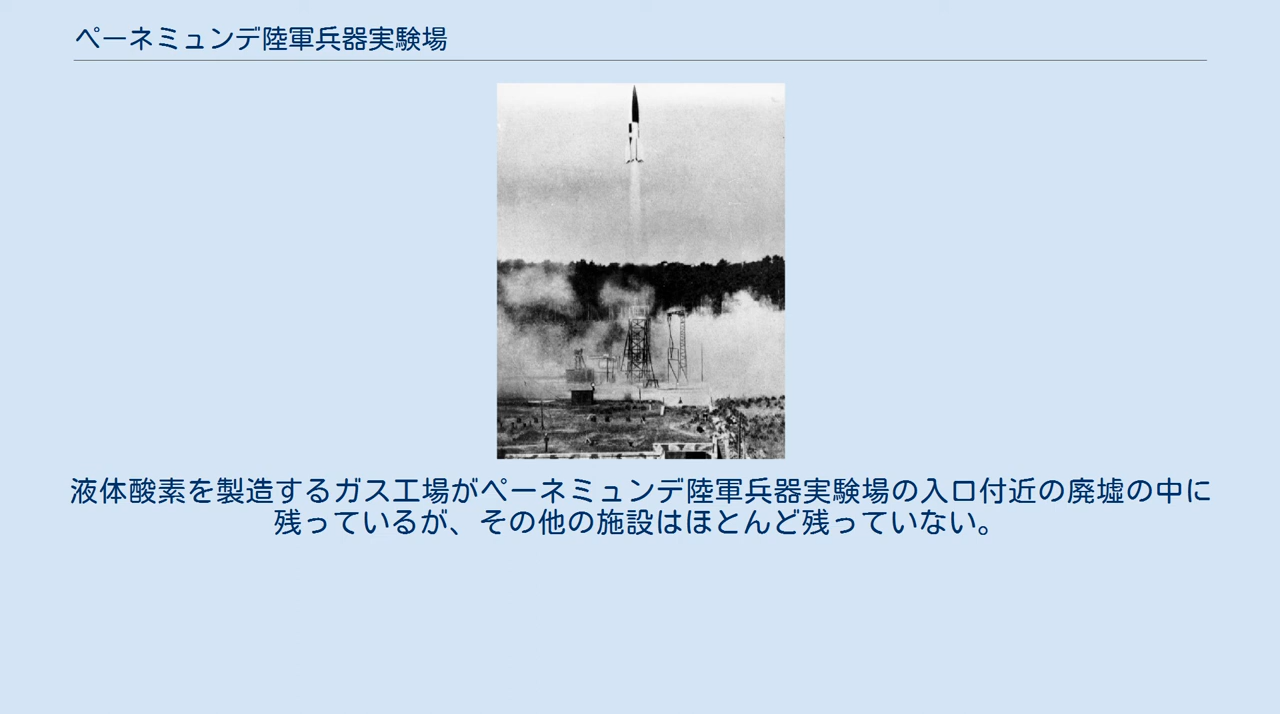 ペーネミュンデ陸軍兵器実験場
液体酸素を製造するガス工場がペーネミュンデ陸軍兵器実験場の入口付近の廃墟の中に
残っているが、その他の施設はほとんど残っていない。